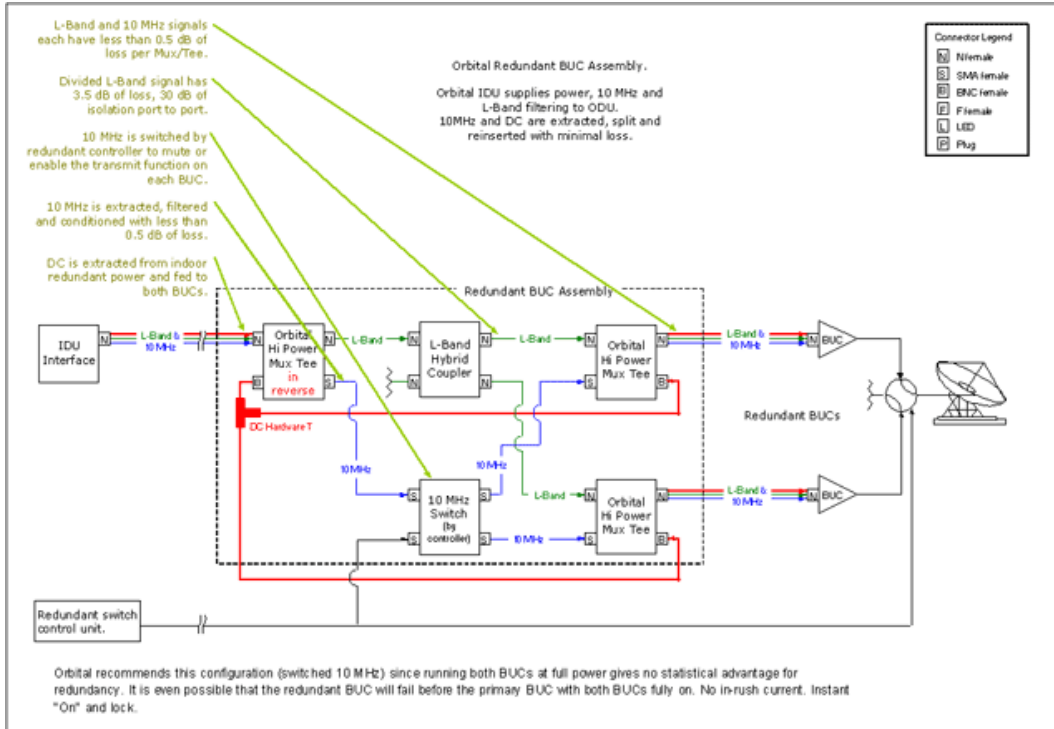 L-Band and 10 MHz signals
each have less than 0.5 dB of
loss per Mux/Tee.
Divided L-Band signal has
3.5 dB of loss, 30 dB of
isolation port to port.
10 MHz is switched by
redundant controller to mute or
enable the transmit function on
each BUC.
10 MHz is extracted, filtered
and conditioned with less than
0.5 dB of loss.
DC is extracted from indoor
redundant power and fed to
both BUCs.
Orbital Redundant BUC Assembly.
Orbital IDU supplies power, 10 MHz and
L-Band filtering to ODU.
10MHz and DC are extracted, split and
reinserted with minimal loss.
Connector Legend
N N female
S SMA female
B BNC female
F F female
L LED
P Plug
Redundant BUC Assembly
IDU
Interface
N
L-Band &
10 MHz
N
Orbital
Hi Power
Mux Tee
in
reverse
N
B
S
L-Band
N
L-Band
Hybrid
Coupler
N
N
N
L-Band
N
Orbital
Hi Power
Mux Tee
N
S
B
L-Band &
10 MHz
N
BUC
DC Hardware T
Redundant BUCs
10 MHz
10 MHz
S
10 MHz
Switch
(by
controller)
S
S
S
L-Band
10 MHz
N
Orbital
Hi Power
Mux Tee
N
S
B
L-Band &
10 MHz
N
BUC
Redundant switch
control unit.
Orbital recommends this configuration (switched 10 MHz) since running both BUCs at full power gives no statistical advantage for
redundancy. It is even possible that the redundant BUC will fail before the primary BUC with both BUCs fully on. No in-rush current. Instant
"On" and lock.